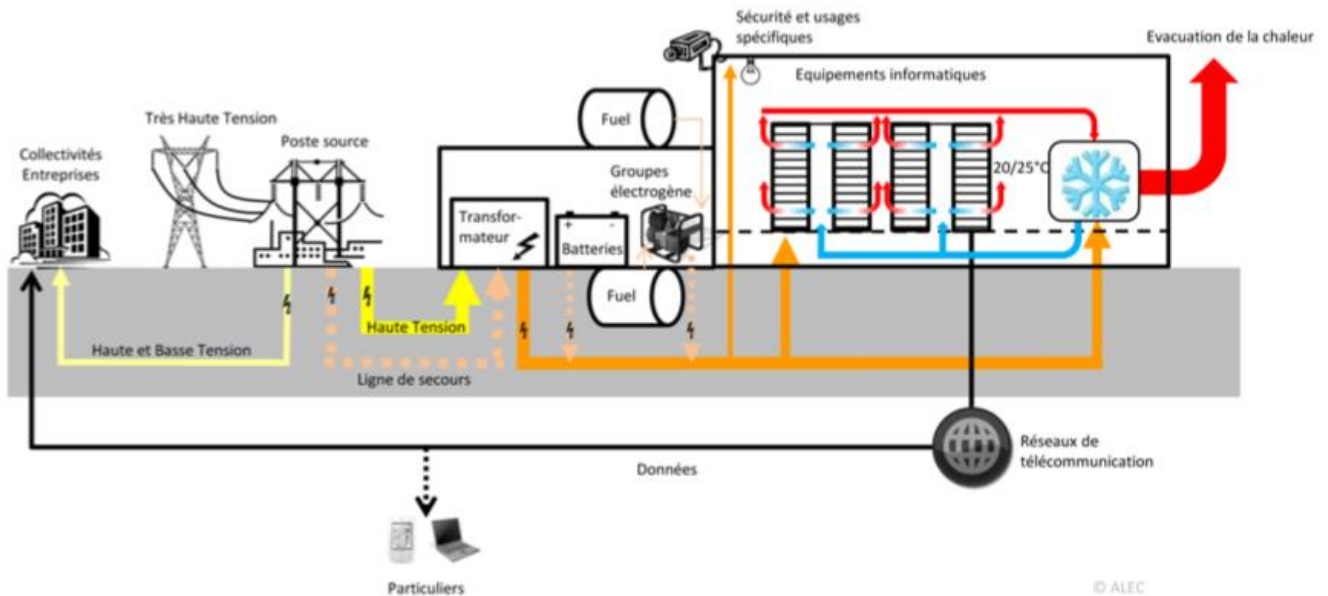 Sécurité et usages
spécifiques
Evacuation de la chaleur
Equipements informatiques
Très Haute Tension
Fuel
Poste source
Collectivités
Entreprises
Groupes
électrogène
20/25°C
Transfor-
mateur
+ -
Batteries
Fuel
Haute Tension
Haute et Basse Tension
Ligne de secours
Réseaux de
télécommunication
Données
Particuliers
© ALEC